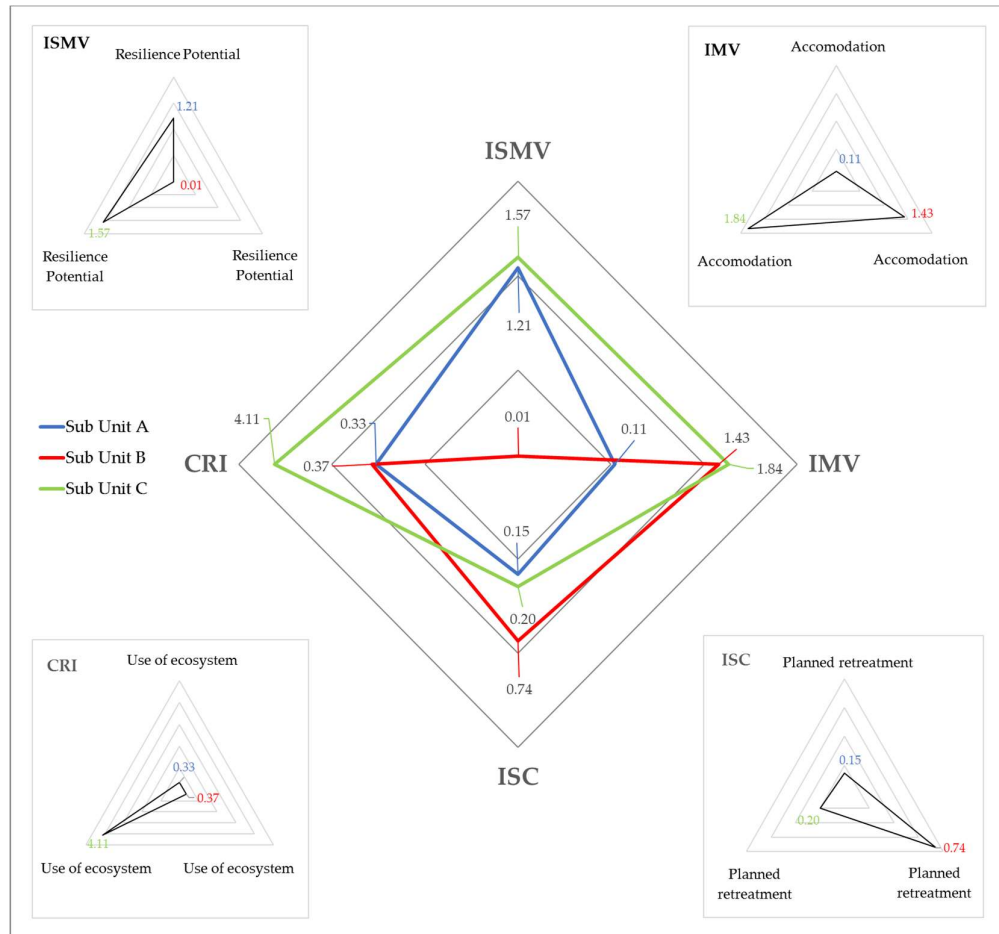 ISMV
Resilience Potential
1.21
0.01
1.57
Resilience
Potential
Resilience
Potential
IMV
Accomodation
0.11
1.84
1.43
Accomodation
Accomodation
ISMV
1.57
1.21
0.01
0.11
1.43
1.84
IMV
4.11
0.33
0.37
CRI
0.15
0.20
0.74
ISC
Sub Unit A
Sub Unit B
Sub Unit C
CRI
Use of ecosystem
0.33
0.37
4.11
Use of ecosystem
Use of ecosystem
ISC
Planned retreatment
0.15
0.20
0.74
Planned
retreatment
Planned
retreatment